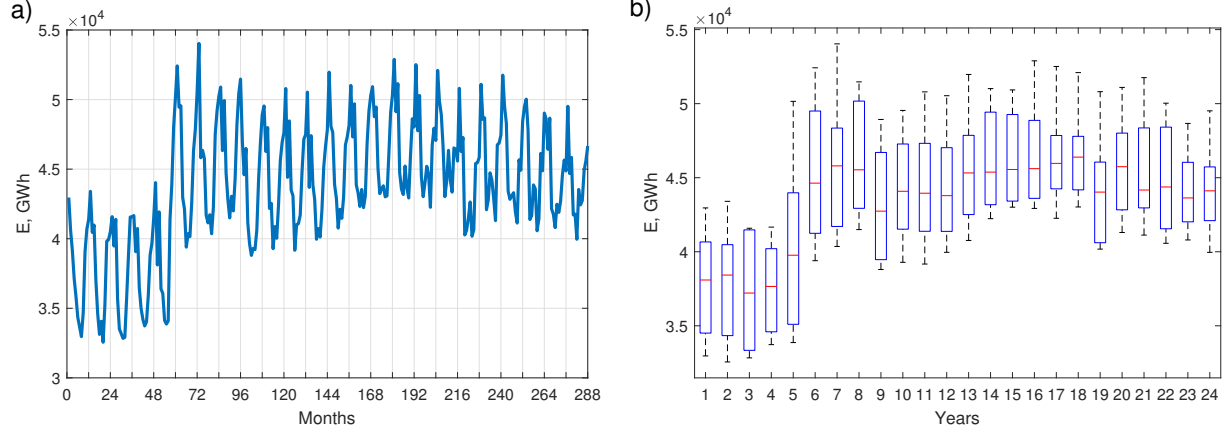 a)
×10⁴
5.5
5
4.5
4
3.5
3
E, GWh
0 24 48 72 96 120 144 168 192 216 240 264 288
Months
b)
×10⁴
5.5
5
4.5
4
3.5
E, GWh
1 2 3 4 5 6 7 8 9 10 11 12 13 14 15 16 17 18 19 20 21 22 23 24
Years